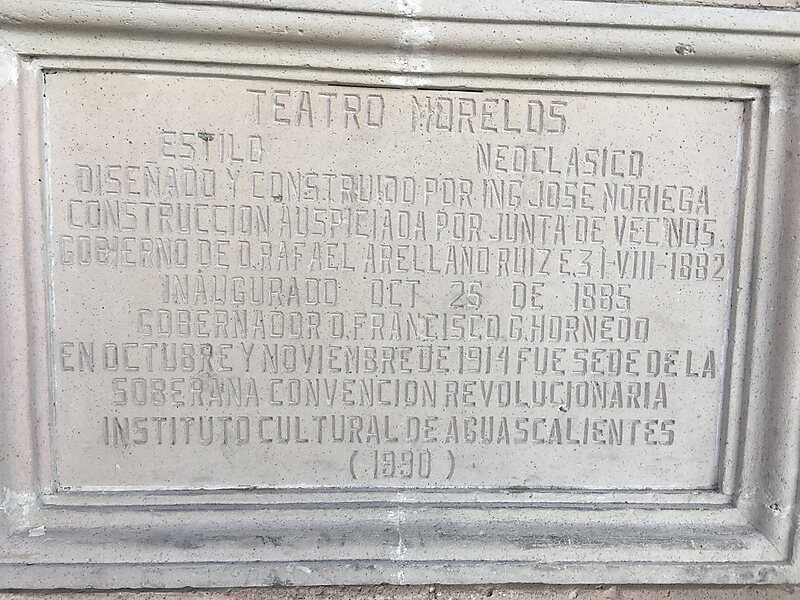 TEATRO MORELOS
ESTILO NEOCLASICO
DISEÑADO Y CONSTRUIDO POR ING JOSE NORIEGA
CONSTRUCCION AUSPICIADA POR JUNTA DE VECINOS
GOBIERNO DE D. RAFAEL ARELLANO RUIZ E. 31-VIII-1882
INAUGURADO OCT 25 DE 1885
GOBERNADOR D. FRANCISCO G. HORNEDO
EN OCTUBRE Y NOVIEMBRE DE 1914 FUE SEDE DE LA
SOBERANA CONVENCION REVOLUCIONARIA
INSTITUTO CULTURAL DE AGUASCALIENTES
( 1990 )